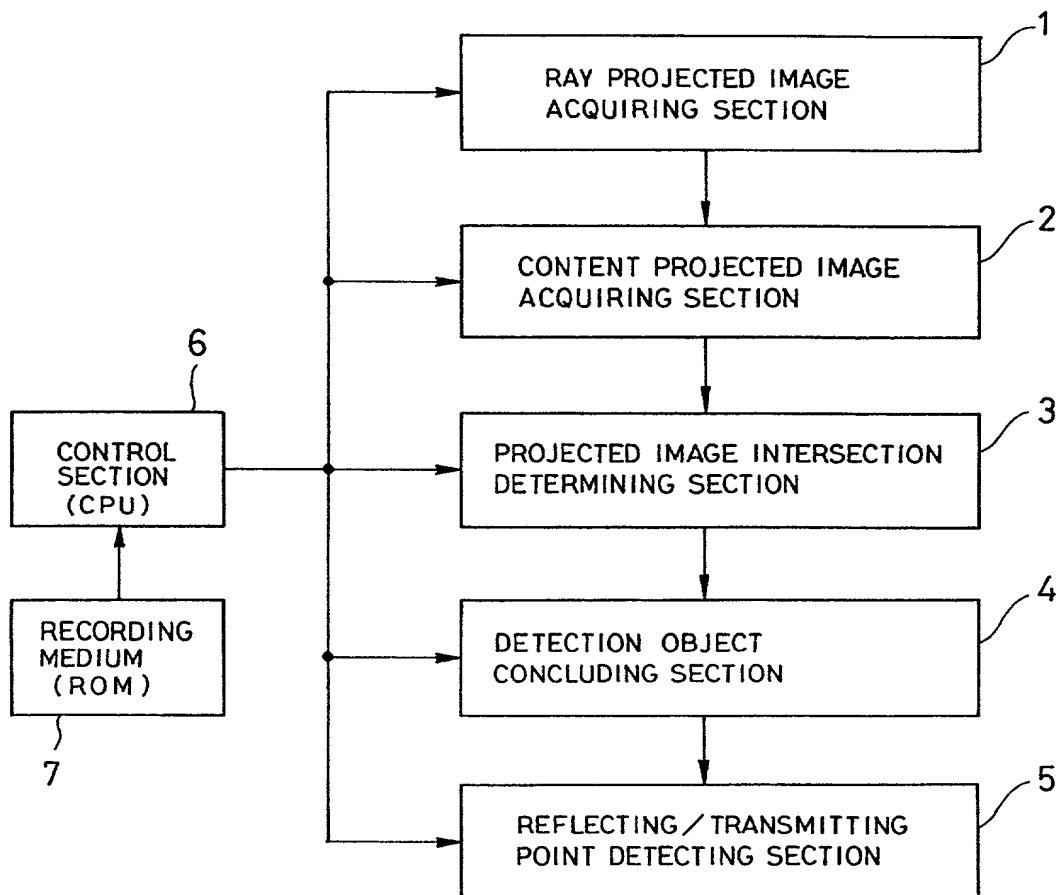 1
RAY PROJECTED IMAGE
ACQUIRING SECTION
2
CONTENT PROJECTED IMAGE
ACQUIRING SECTION
6
CONTROL
SECTION
(CPU)
3
PROJECTED IMAGE INTERSECTION
DETERMINING SECTION
4
DETECTION OBJECT
CONCLUDING SECTION
RECORDING
MEDIUM
(ROM)
7
5
REFLECTING/TRANSMITTING
POINT DETECTING SECTION